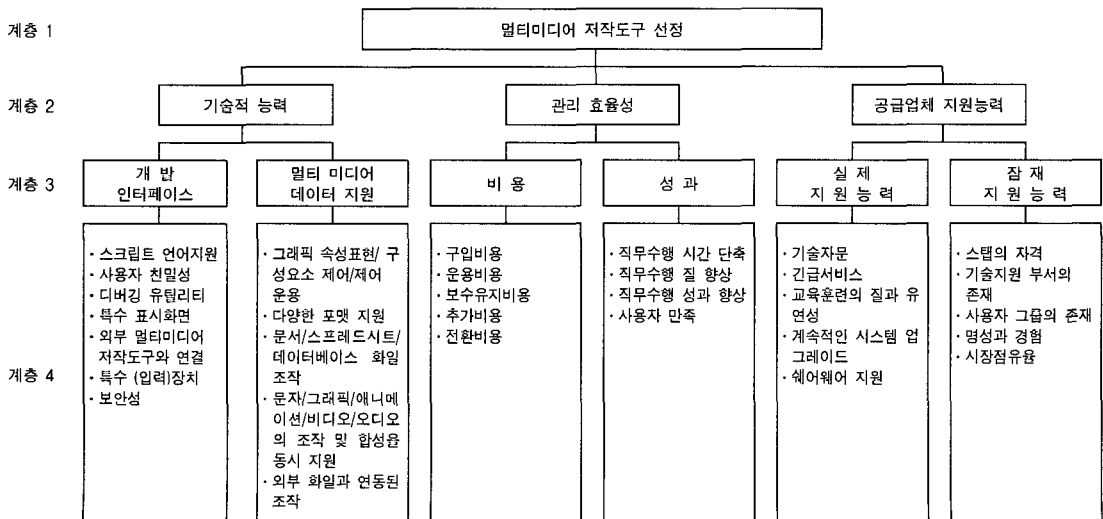 계층 1
멀티미디어 저작도구 선정
계층 2
기술적 능력
관리 효율성
공급업체 지원능력
계층 3
개 발
인터페이스
멀티 미디어
데이터 지원
비 용
성 과
실 제
지 원 능 력
잠 재
지 원 능 력
계층 4
· 스크립트 언어지원
· 사용자 친밀성
· 디버깅 유틸리티
· 특수 표시화면
· 외부 멀티미디어
저작도구와 연결
· 특수 (입력)장치
· 보안성
· 그래픽 속성표현/ 구
성요소 제어/제어
운용
· 다양한 포맷 지원
· 문서/스프레드시트/
데이터베이스 화일
조작
· 문자/그래픽/애니메
이션/비디오/오디오
의 조작 및 합성을
동시 지원
· 외부 화일과 연동된
조작
· 구입비용
· 운용비용
· 보수유지비용
· 추가비용
· 전환비용
· 직무수행 시간 단축
· 직무수행 질 향상
· 직무수행 성과 향상
· 사용자 만족
· 기술자문
· 긴급서비스
· 교육훈련의 질과 유
연성
· 계속적인 시스템 업
그레이드
· 쉐어웨어 지원
· 스탭의 자격
· 기술지원 부서의
존재
· 사용자 그룹의 존재
· 명성과 경험
· 시장점유율